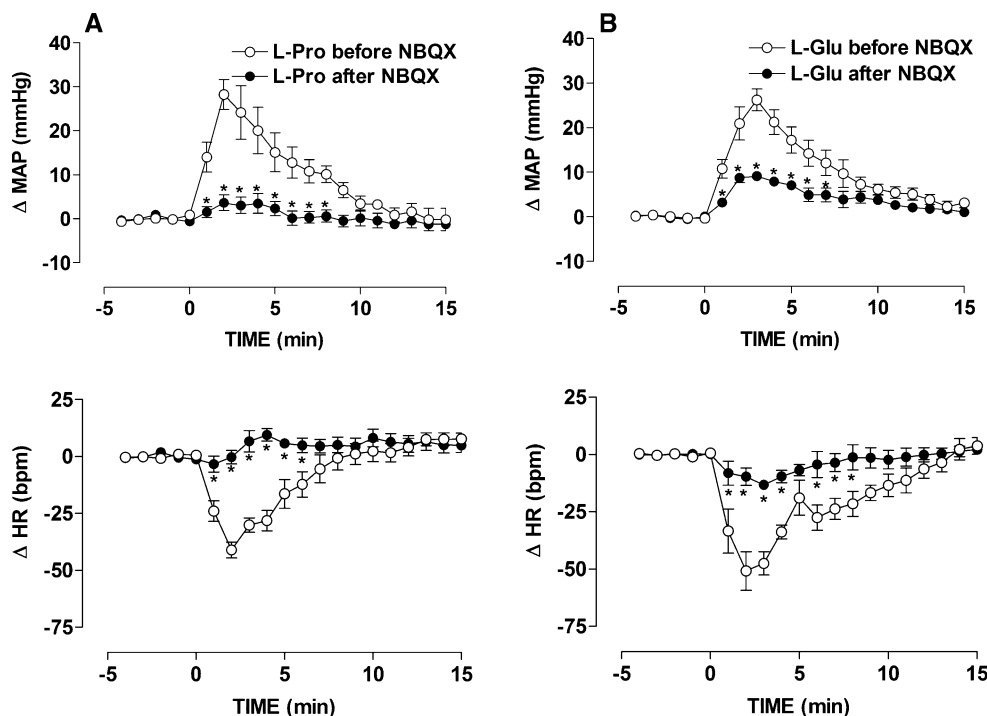 A
L-Pro before NBQX
L-Pro after NBQX
Δ MAP (mmHg)
40
30
20
10
0
-10
-5 0 5 10 15
TIME (min)
B
L-Glu before NBQX
L-Glu after NBQX
Δ MAP (mmHg)
40
30
20
10
0
-10
-5 0 5 10 15
TIME (min)
* * * * * * * *
* * * * * * *
Δ HR (bpm)
25
0
-25
-50
-75
-5 0 5 10 15
TIME (min)
* * * * * *
Δ HR (bpm)
25
0
-25
-50
-75
-5 0 5 10 15
TIME (min)
* * * * * * *